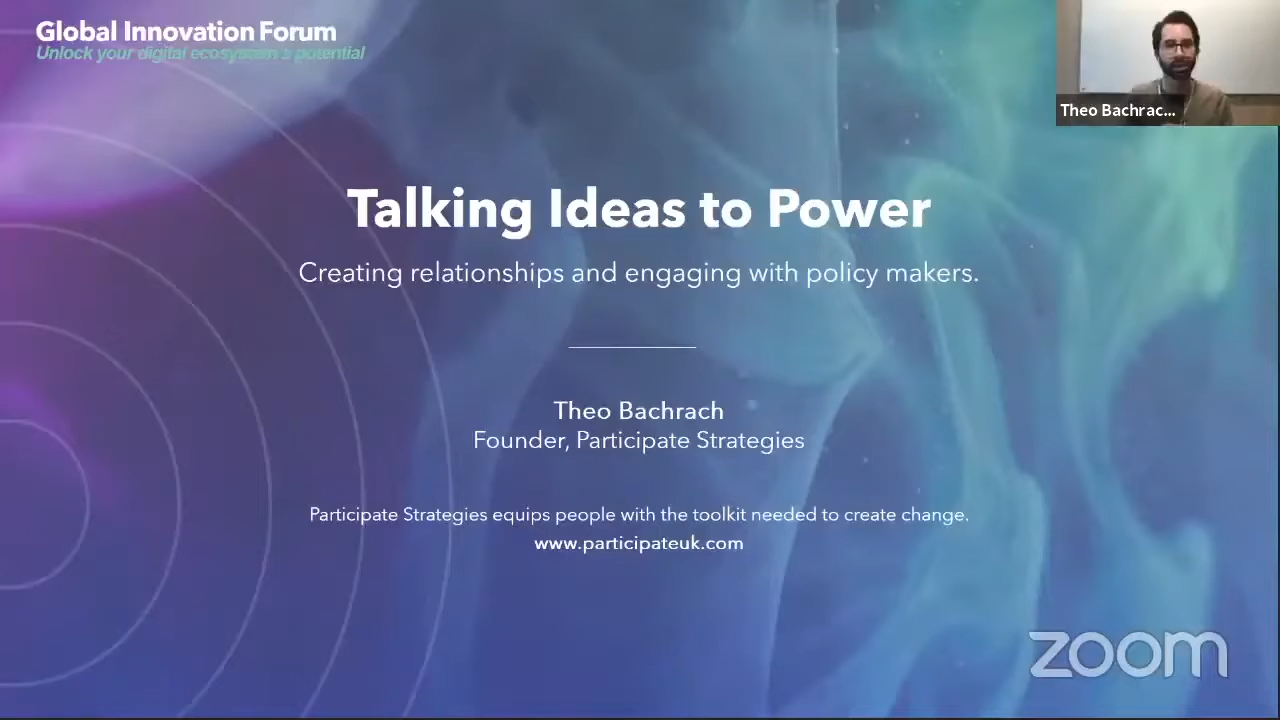 Global Innovation Forum
Unlock your digital ecosystem's potential
Theo Bachrac...
Talking Ideas to Power
Creating relationships and engaging with policy makers.
Theo Bachrach
Founder, Participate Strategies
Participate Strategies equips people with the toolkit needed to create change.
www.participateuk.com
zoom